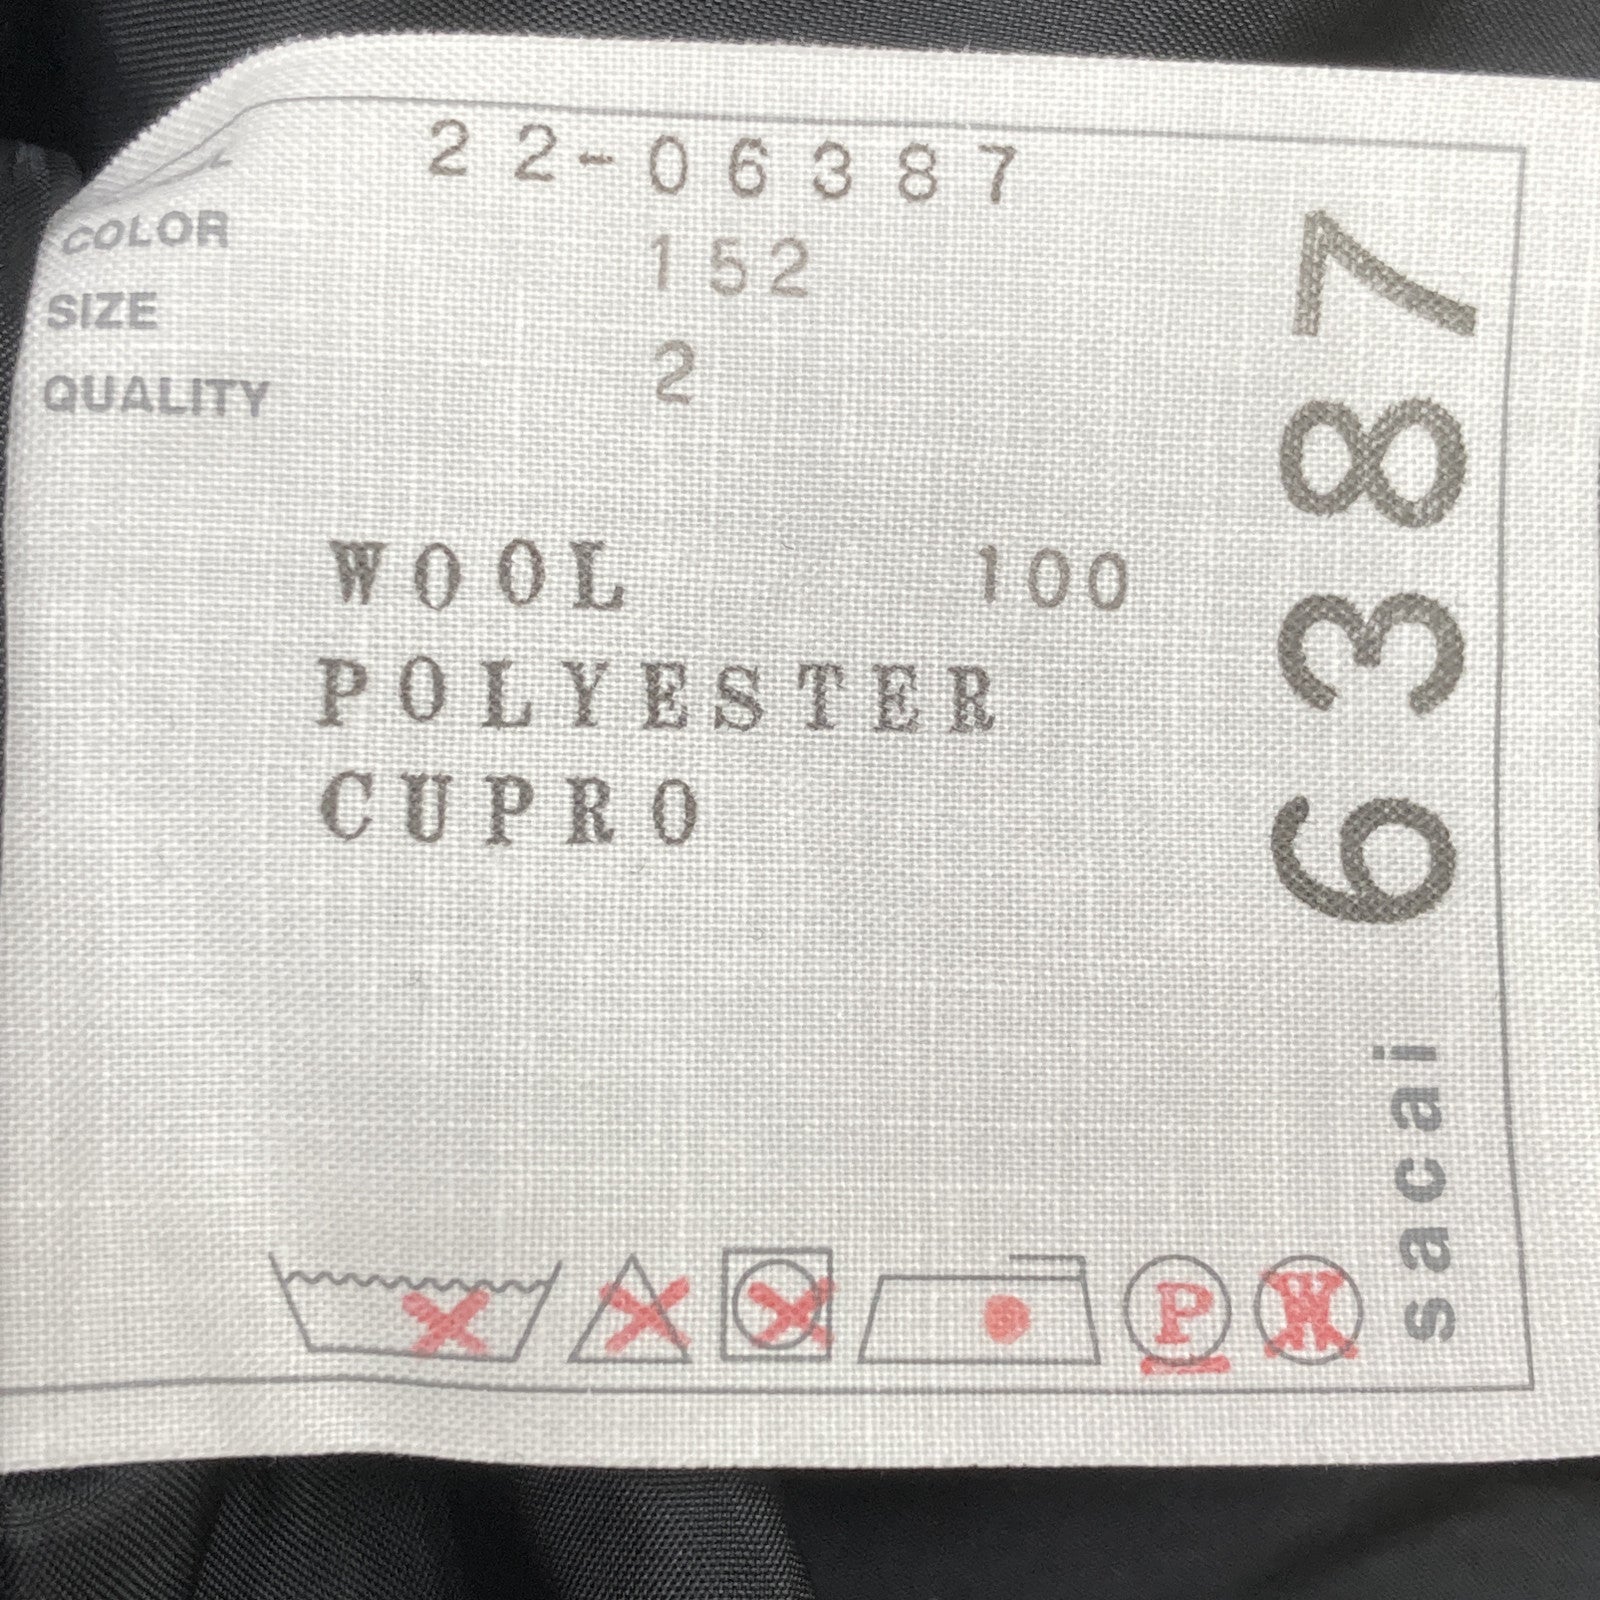 22-06387
COLOR 152
SIZE 2
QUALITY
WOOL 100
POLYESTER
CUPRO
P W
sacai 6387